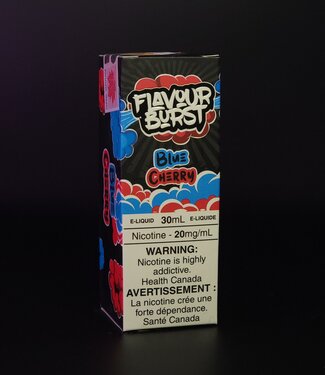 FLAVOUR
BURST
BLUE
CHERRY
E-LIQUID 30mL E-LIQUIDE
Nicotine - 20mg/mL
WARNING:
Nicotine is highly
addictive.
Health Canada
AVERTISSEMENT :
La nicotine crée une
forte dépendance.
Santé Canada